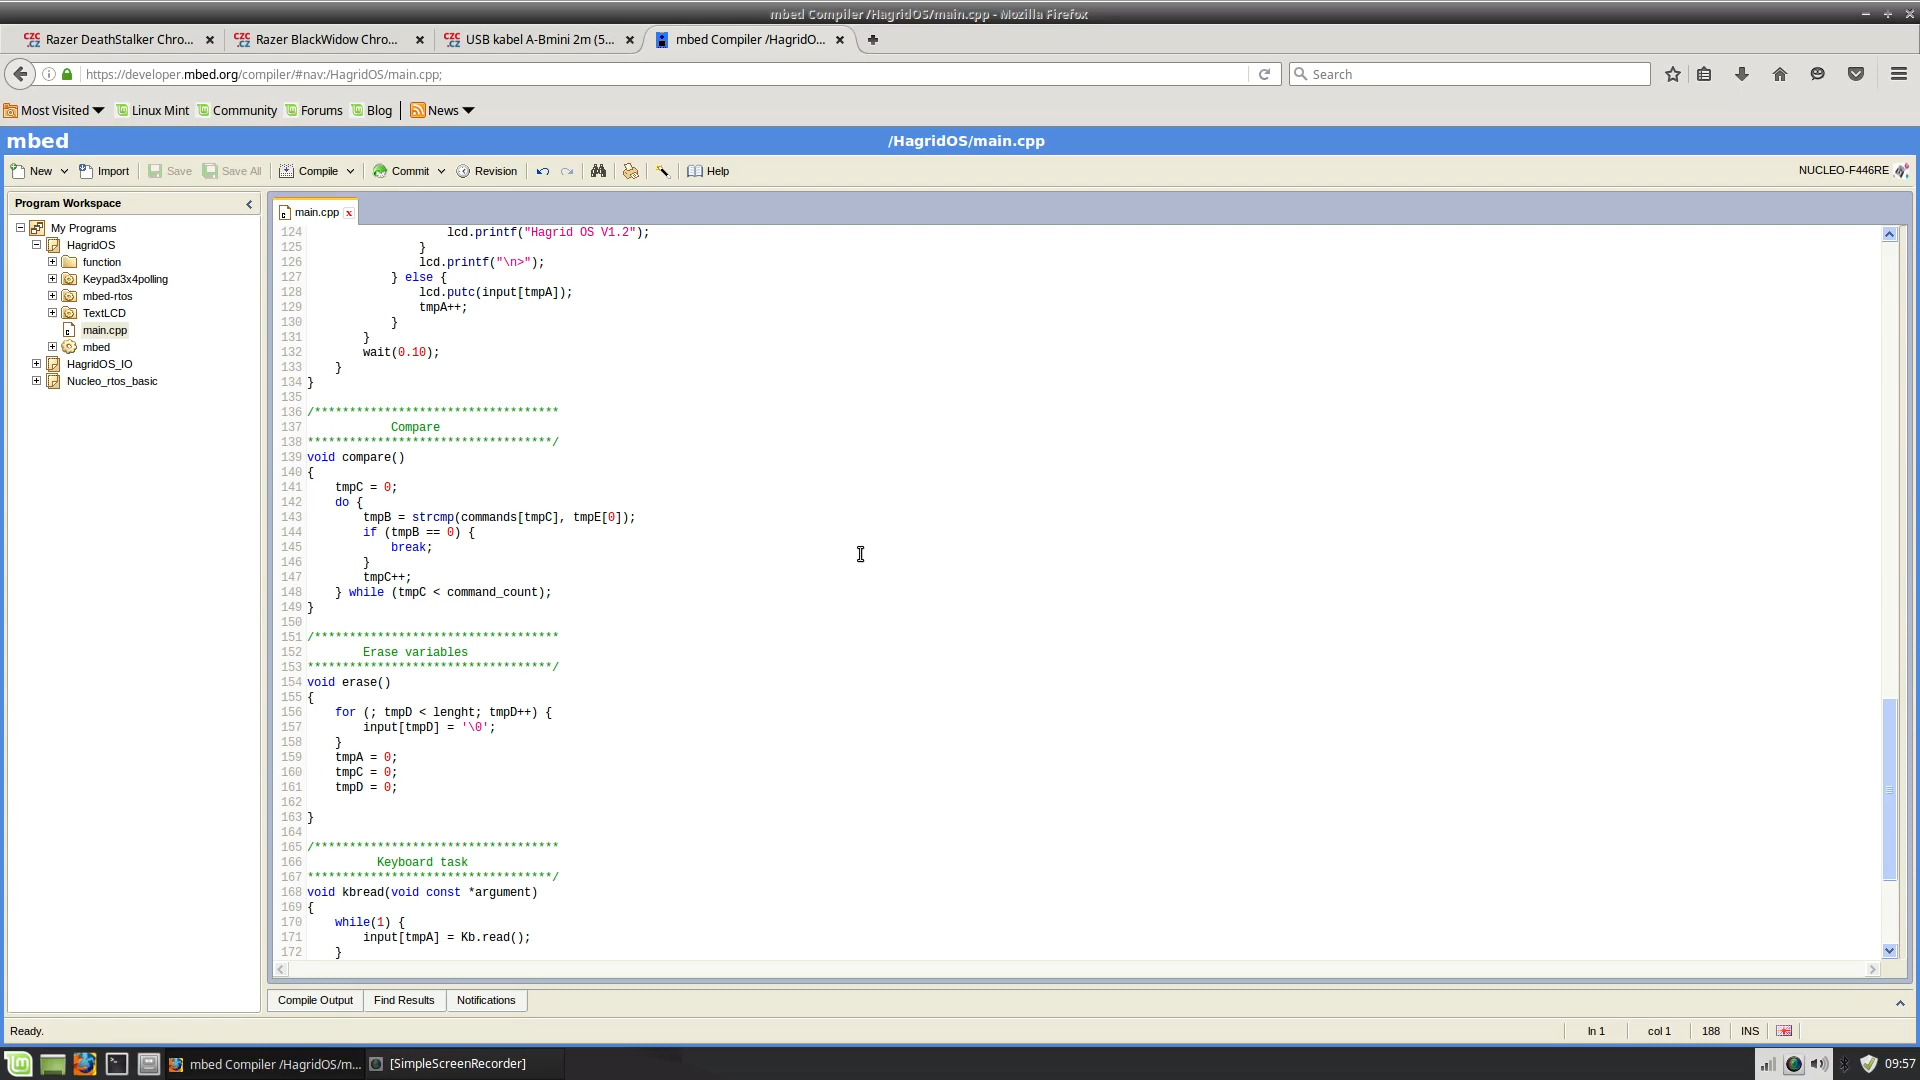 mbed Compiler /HagridOS/main.cpp - Mozilla Firefox
Razer DeathStalker Chro...
Razer BlackWidow Chro...
USB kabel A-Bmini 2m (5...
mbed Compiler /HagridO...
https://developer.mbed.org/compiler/#nav:/HagridOS/main.cpp;
Search
Most Visited
Linux Mint
Community
Forums
Blog
News
mbed
/HagridOS/main.cpp
New
Import
Save
Save All
Compile
Commit
Revision
Help
NUCLEO-F446RE
Program Workspace
My Programs
HagridOS
function
Keypad3x4polling
mbed-rtos
TextLCD
main.cpp
mbed
HagridOS_IO
Nucleo_rtos_basic
main.cpp x
124                     lcd.printf("Hagrid OS V1.2");
125                 }
126                 lcd.printf("\n>");
127             } else {
128                 lcd.putc(input[tmpA]);
129                 tmpA++;
130             }
131         }
132         wait(0.10);
133     }
134 }
135
136 /***********************************
137             Compare
138 ***********************************/
139 void compare()
140 {
141     tmpC = 0;
142     do {
143         tmpB = strcmp(commands[tmpC], tmpE[0]);
144         if (tmpB == 0) {
145             break;
146         }
147         tmpC++;
148     } while (tmpC < command_count);
149 }
150
151 /***********************************
152         Erase variables
153 ***********************************/
154 void erase()
155 {
156     for (; tmpD < lenght; tmpD++) {
157         input[tmpD] = '\0';
158     }
159     tmpA = 0;
160     tmpC = 0;
161     tmpD = 0;
162
163 }
164
165 /***********************************
166           Keyboard task
167 ***********************************/
168 void kbread(void const *argument)
169 {
170     while(1) {
171         input[tmpA] = Kb.read();
172     }
Compile Output
Find Results
Notifications
Ready.
ln 1
col 1
188
INS
mbed Compiler /HagridOS/m...
[SimpleScreenRecorder]
09:57